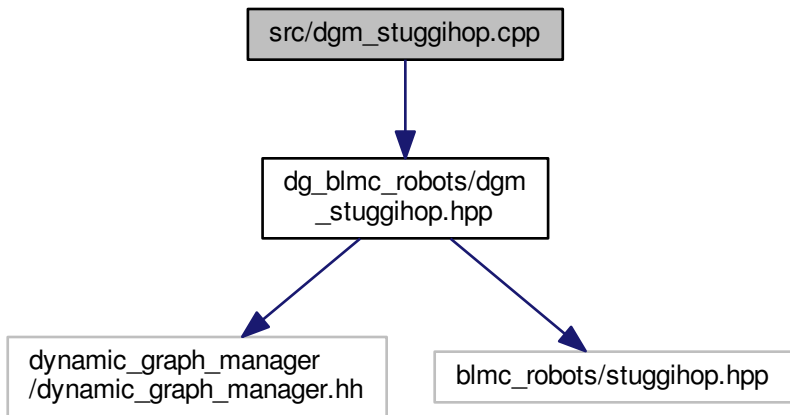 src/dgm_stuggihop.cpp
dg_blmc_robots/dgm
_stuggihop.hpp
dynamic_graph_manager
/dynamic_graph_manager.hh
blmc_robots/stuggihop.hpp